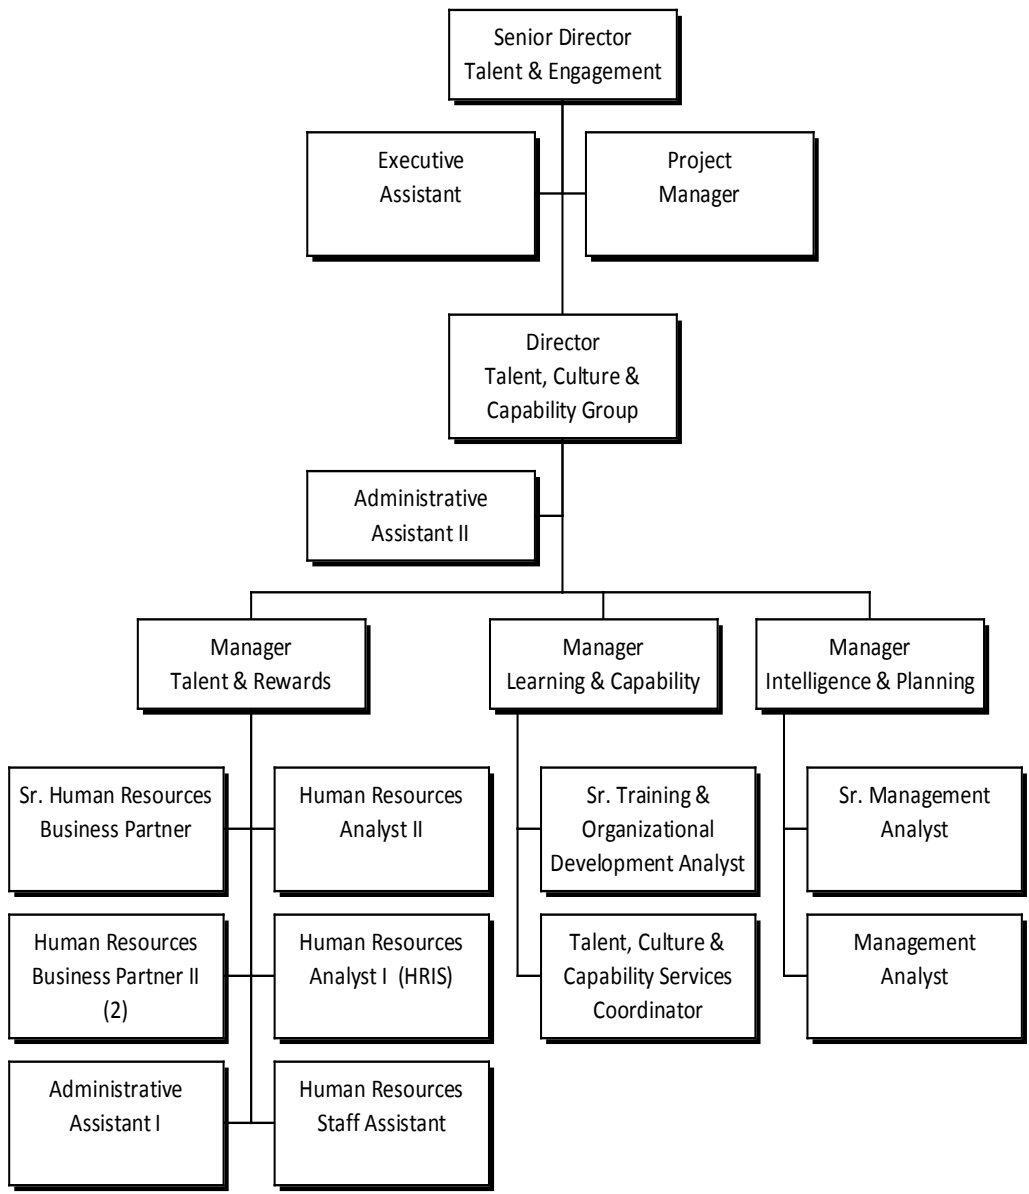 Senior Director
Talent & Engagement
Executive
Assistant
Project
Manager
Director
Talent, Culture &
Capability Group
Administrative
Assistant II
Manager
Talent & Rewards
Manager
Learning & Capability
Manager
Intelligence & Planning
Sr. Human Resources
Business Partner
Human Resources
Analyst II
Sr. Training &
Organizational
Development Analyst
Sr. Management
Analyst
Human Resources
Business Partner II
(2)
Human Resources
Analyst I (HRIS)
Talent, Culture &
Capability Services
Coordinator
Management
Analyst
Administrative
Assistant I
Human Resources
Staff Assistant